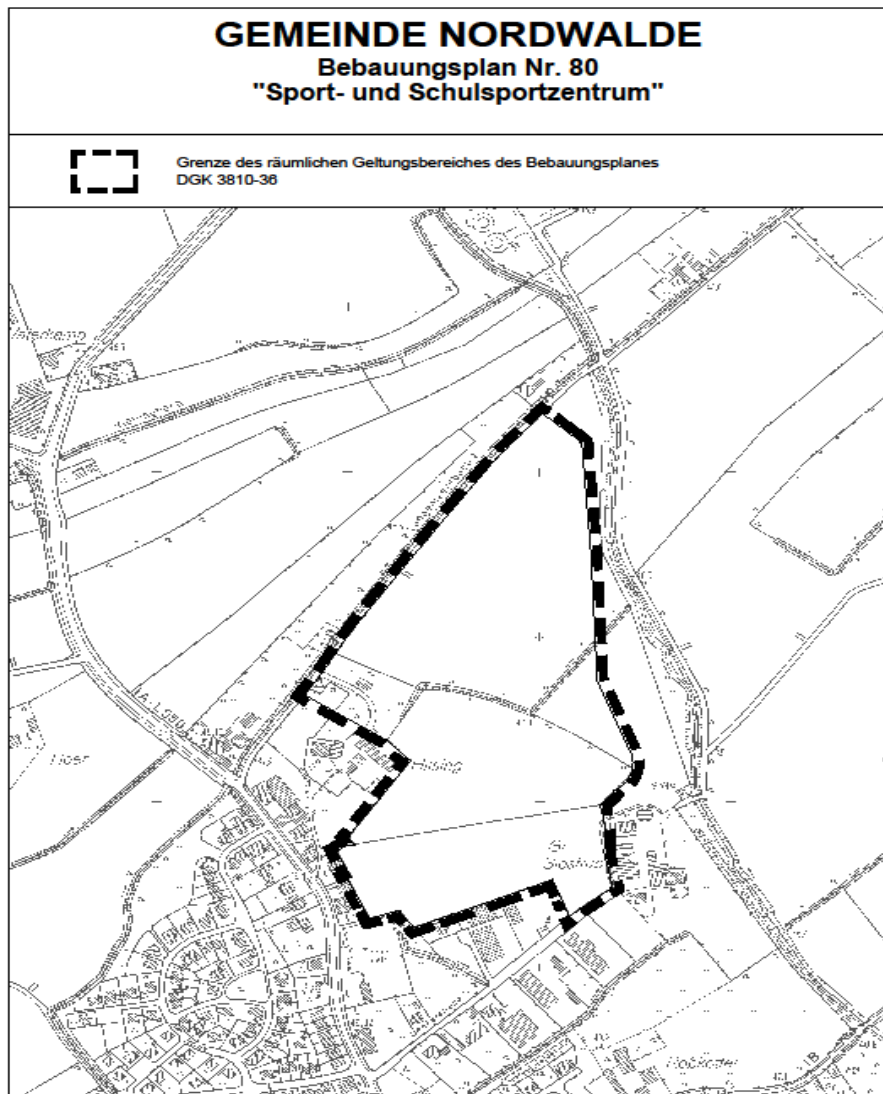 GEMEINDE NORDWALDE
Bebauungsplan Nr. 80
"Sport- und Schulsportzentrum"
Grenze des räumlichen Geltungsbereiches des Bebauungsplanes
DGK 3810-36